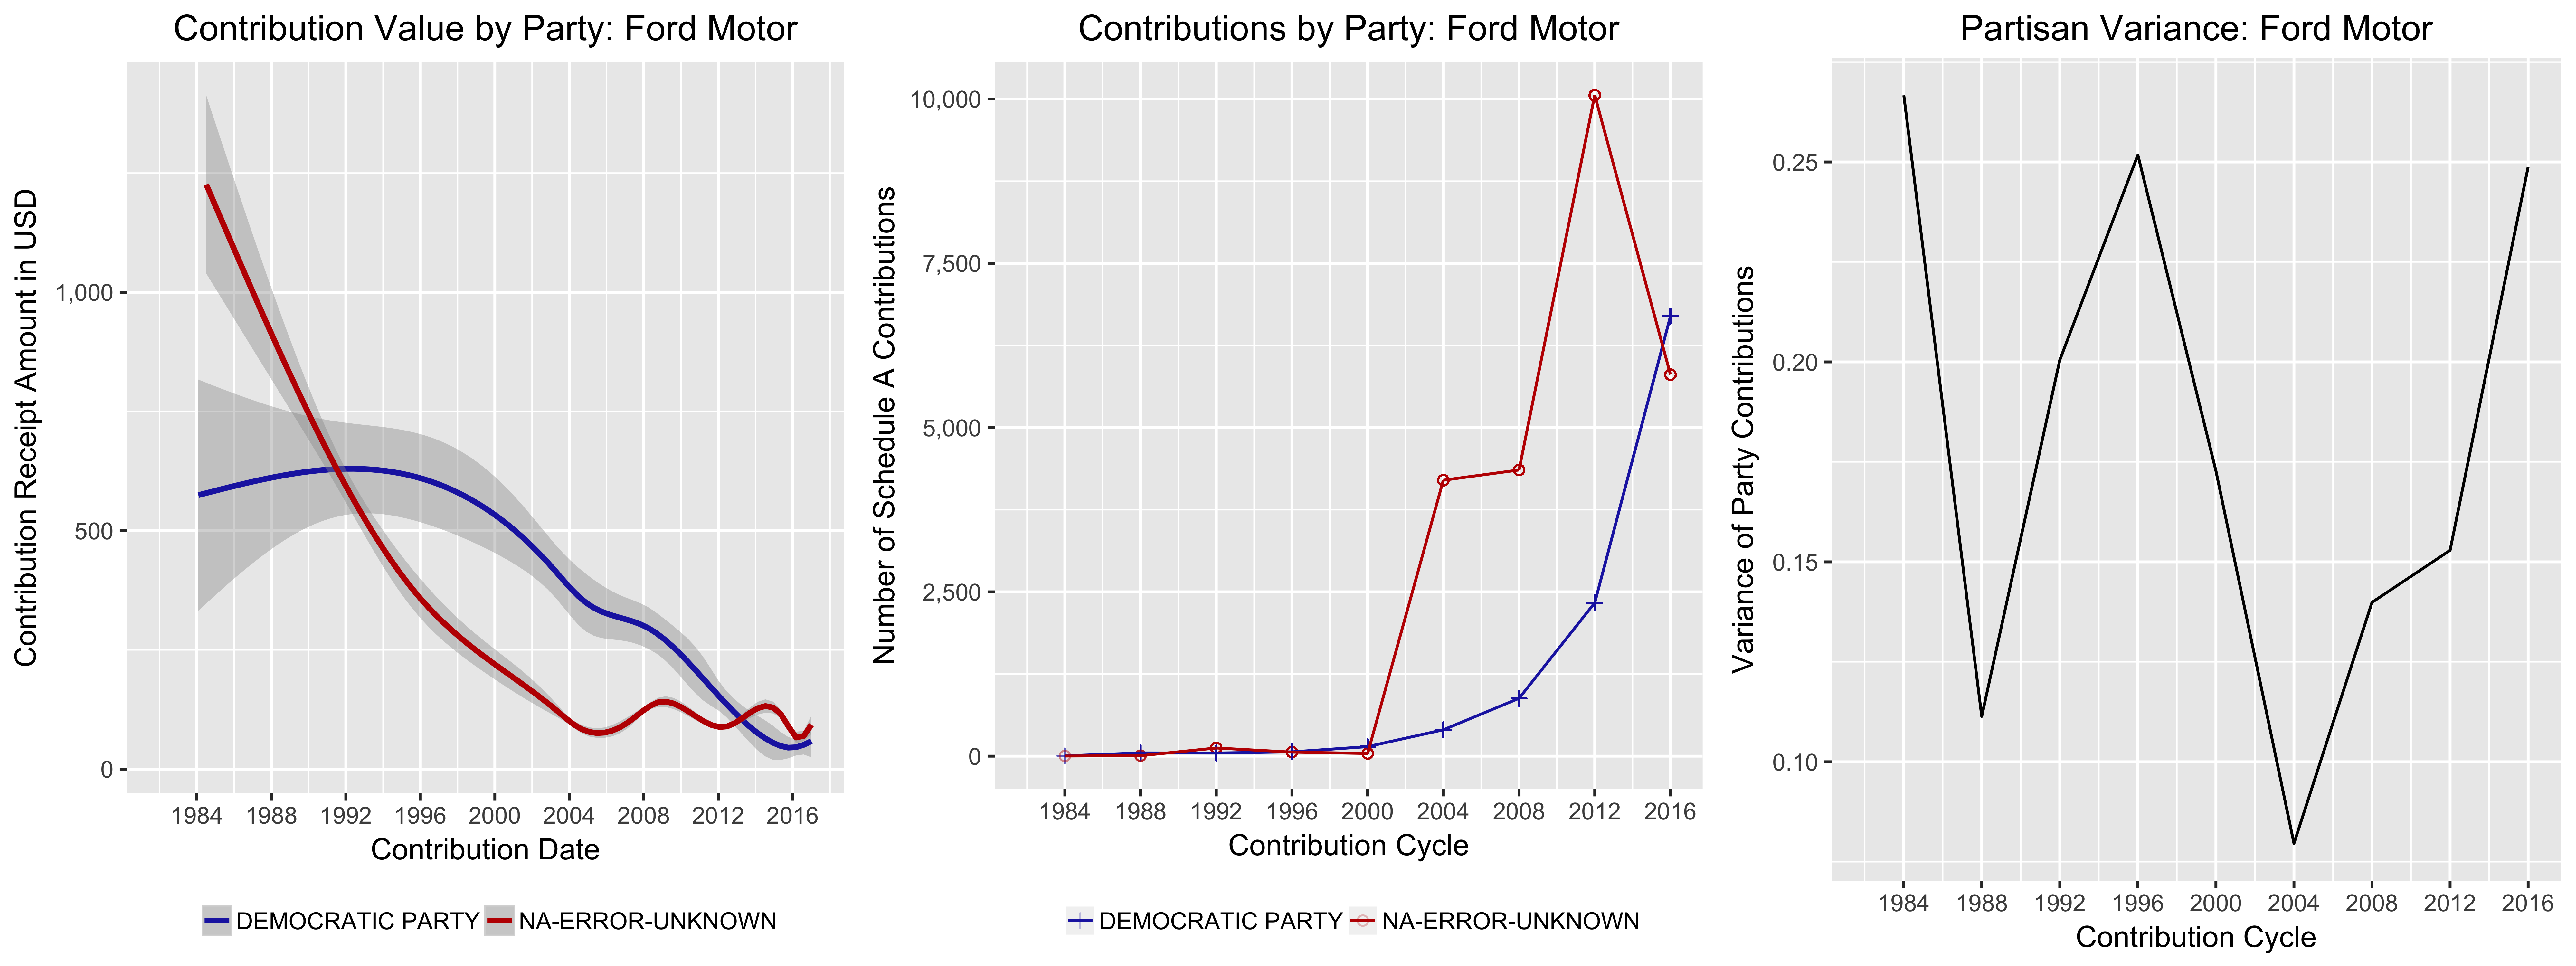 Contribution Value by Party: Ford Motor
Contribution Receipt Amount in USD
1,000
500
0
1984 1988 1992 1996 2000 2004 2008 2012 2016
Contribution Date
DEMOCRATIC PARTY NA-ERROR-UNKNOWN
Contributions by Party: Ford Motor
Number of Schedule A Contributions
10,000
7,500
5,000
2,500
0
1984 1988 1992 1996 2000 2004 2008 2012 2016
Contribution Cycle
DEMOCRATIC PARTY NA-ERROR-UNKNOWN
Partisan Variance: Ford Motor
Variance of Party Contributions
0.25
0.20
0.15
0.10
1984 1988 1992 1996 2000 2004 2008 2012 2016
Contribution Cycle